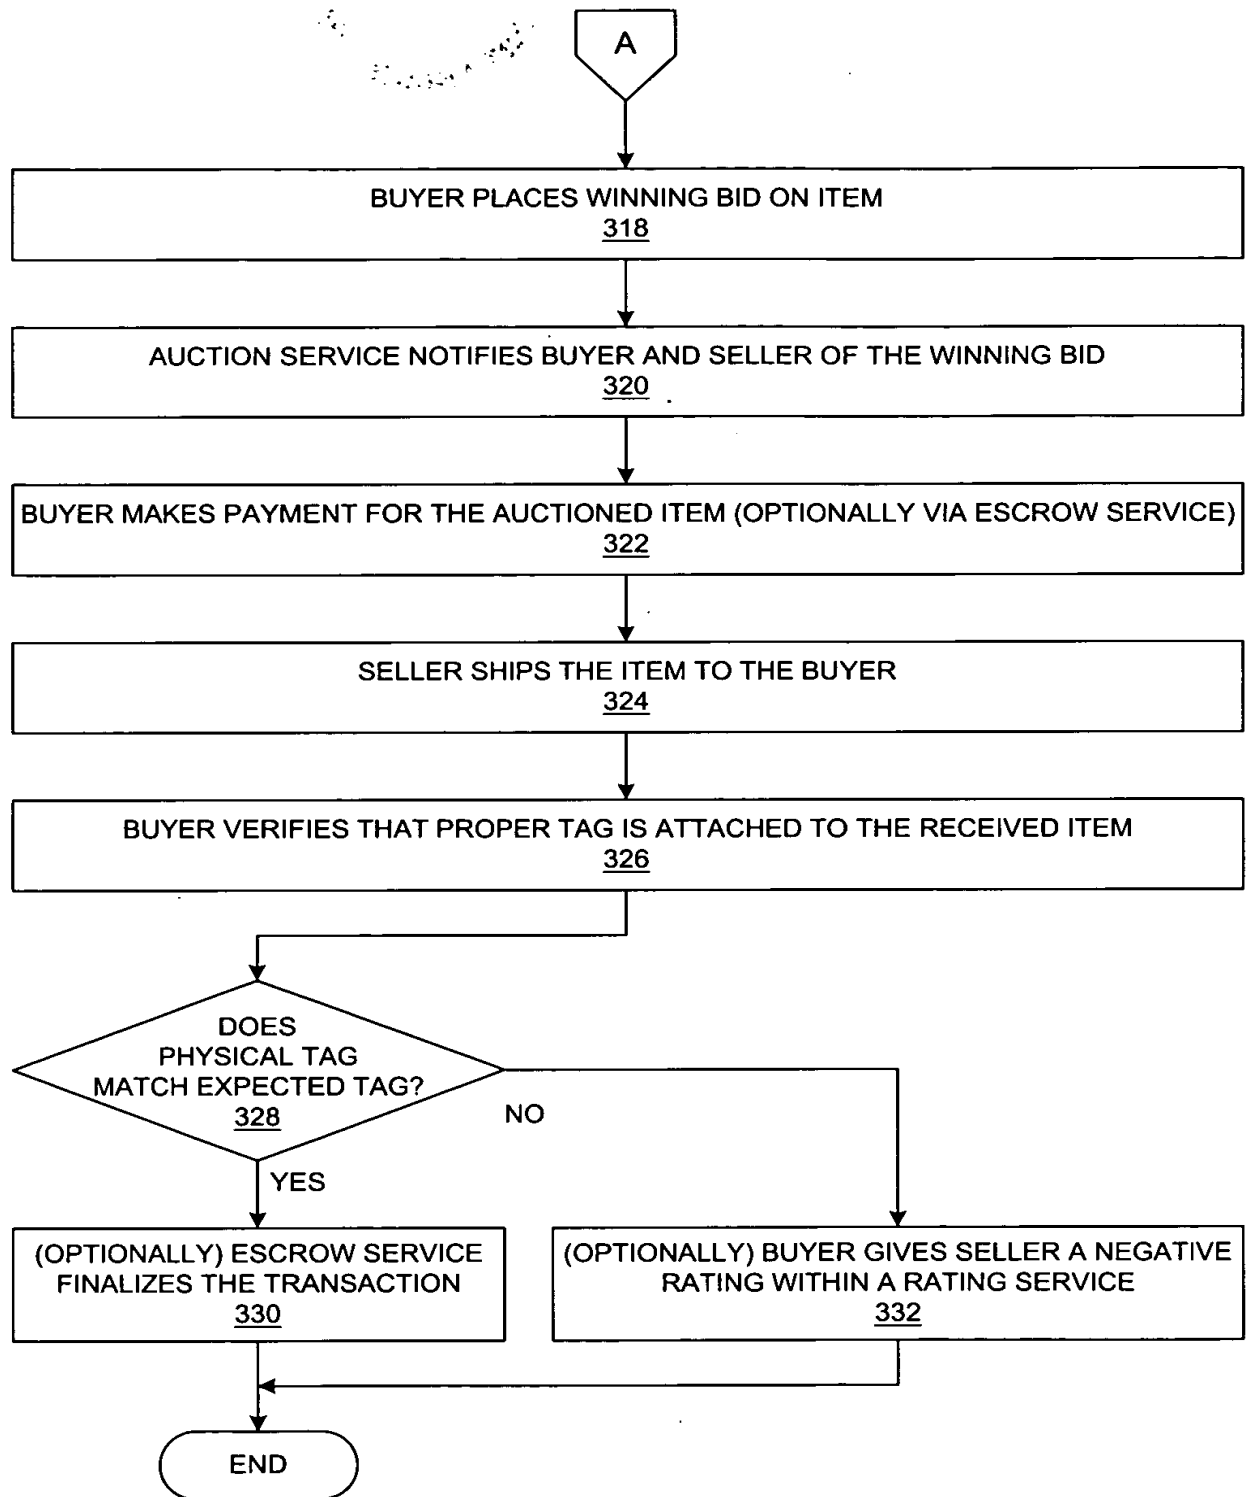 A
BUYER PLACES WINNING BID ON ITEM
318
AUCTION SERVICE NOTIFIES BUYER AND SELLER OF THE WINNING BID
320
BUYER MAKES PAYMENT FOR THE AUCTIONED ITEM (OPTIONALLY VIA ESCROW SERVICE)
322
SELLER SHIPS THE ITEM TO THE BUYER
324
BUYER VERIFIES THAT PROPER TAG IS ATTACHED TO THE RECEIVED ITEM
326
DOES
PHYSICAL TAG
MATCH EXPECTED TAG?
328
NO
YES
(OPTIONALLY) ESCROW SERVICE
FINALIZES THE TRANSACTION
330
(OPTIONALLY) BUYER GIVES SELLER A NEGATIVE
RATING WITHIN A RATING SERVICE
332
END